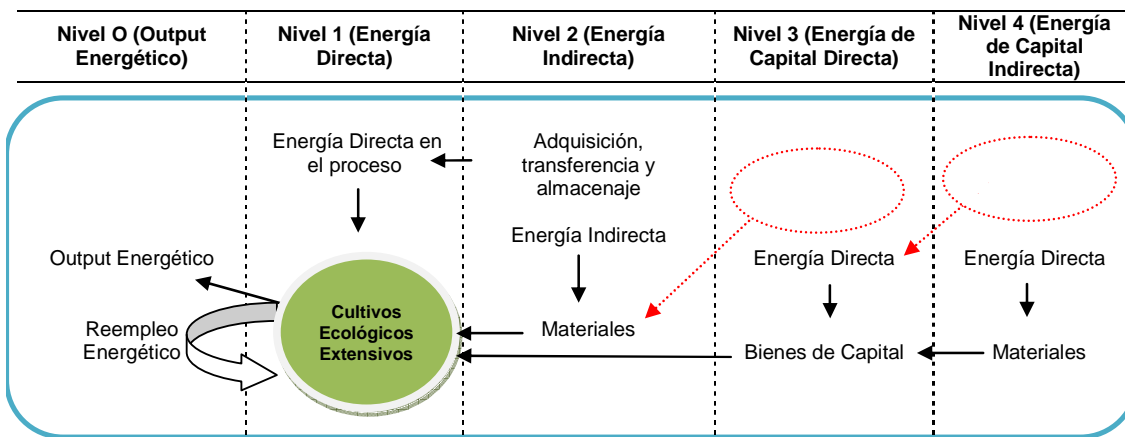 Nivel O (Output
Energético)
Nivel 1 (Energía
Directa)
Nivel 2 (Energía
Indirecta)
Nivel 3 (Energía de
Capital Directa)
Nivel 4 (Energía
de Capital
Indirecta)
Energía Directa en
el proceso
Adquisición,
transferencia y
almacenaje
Energía Indirecta
Output Energético
Energía Directa
Energía Directa
Reempleo
Energético
Cultivos
Ecológicos
Extensivos
Materiales
Bienes de Capital
Materiales